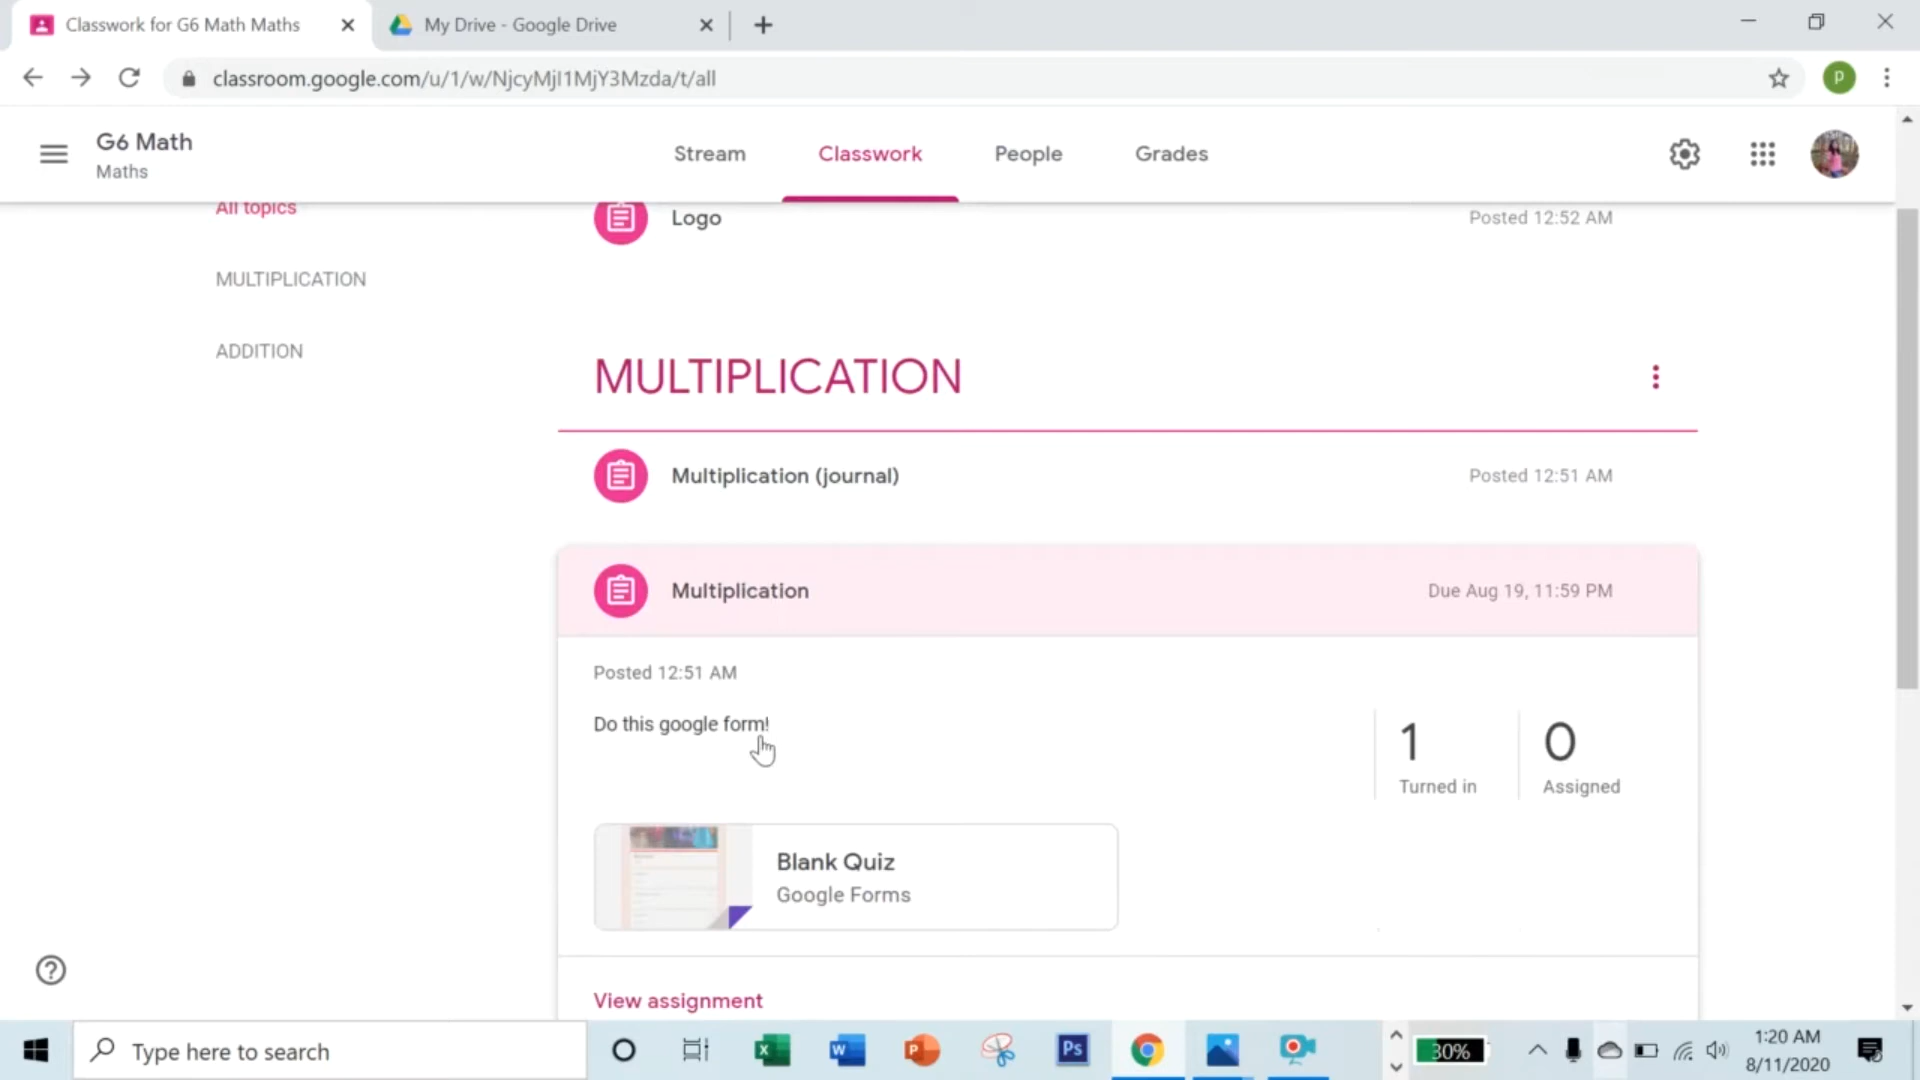 Classwork for G6 Math Maths
My Drive - Google Drive
classroom.google.com/u/1/w/NjcyMjI1MjY3Mzda/t/all
P
G6 Math
Maths
Stream
Classwork
People
Grades
All topics
MULTIPLICATION
ADDITION
Logo
Posted 12:52 AM
MULTIPLICATION
Multiplication (journal)
Posted 12:51 AM
Multiplication
Due Aug 19, 11:59 PM
Posted 12:51 AM
Do this google form!
1
Turned in
0
Assigned
Blank Quiz
Google Forms
View assignment
Type here to search
Ps
30%
1:20 AM
8/11/2020